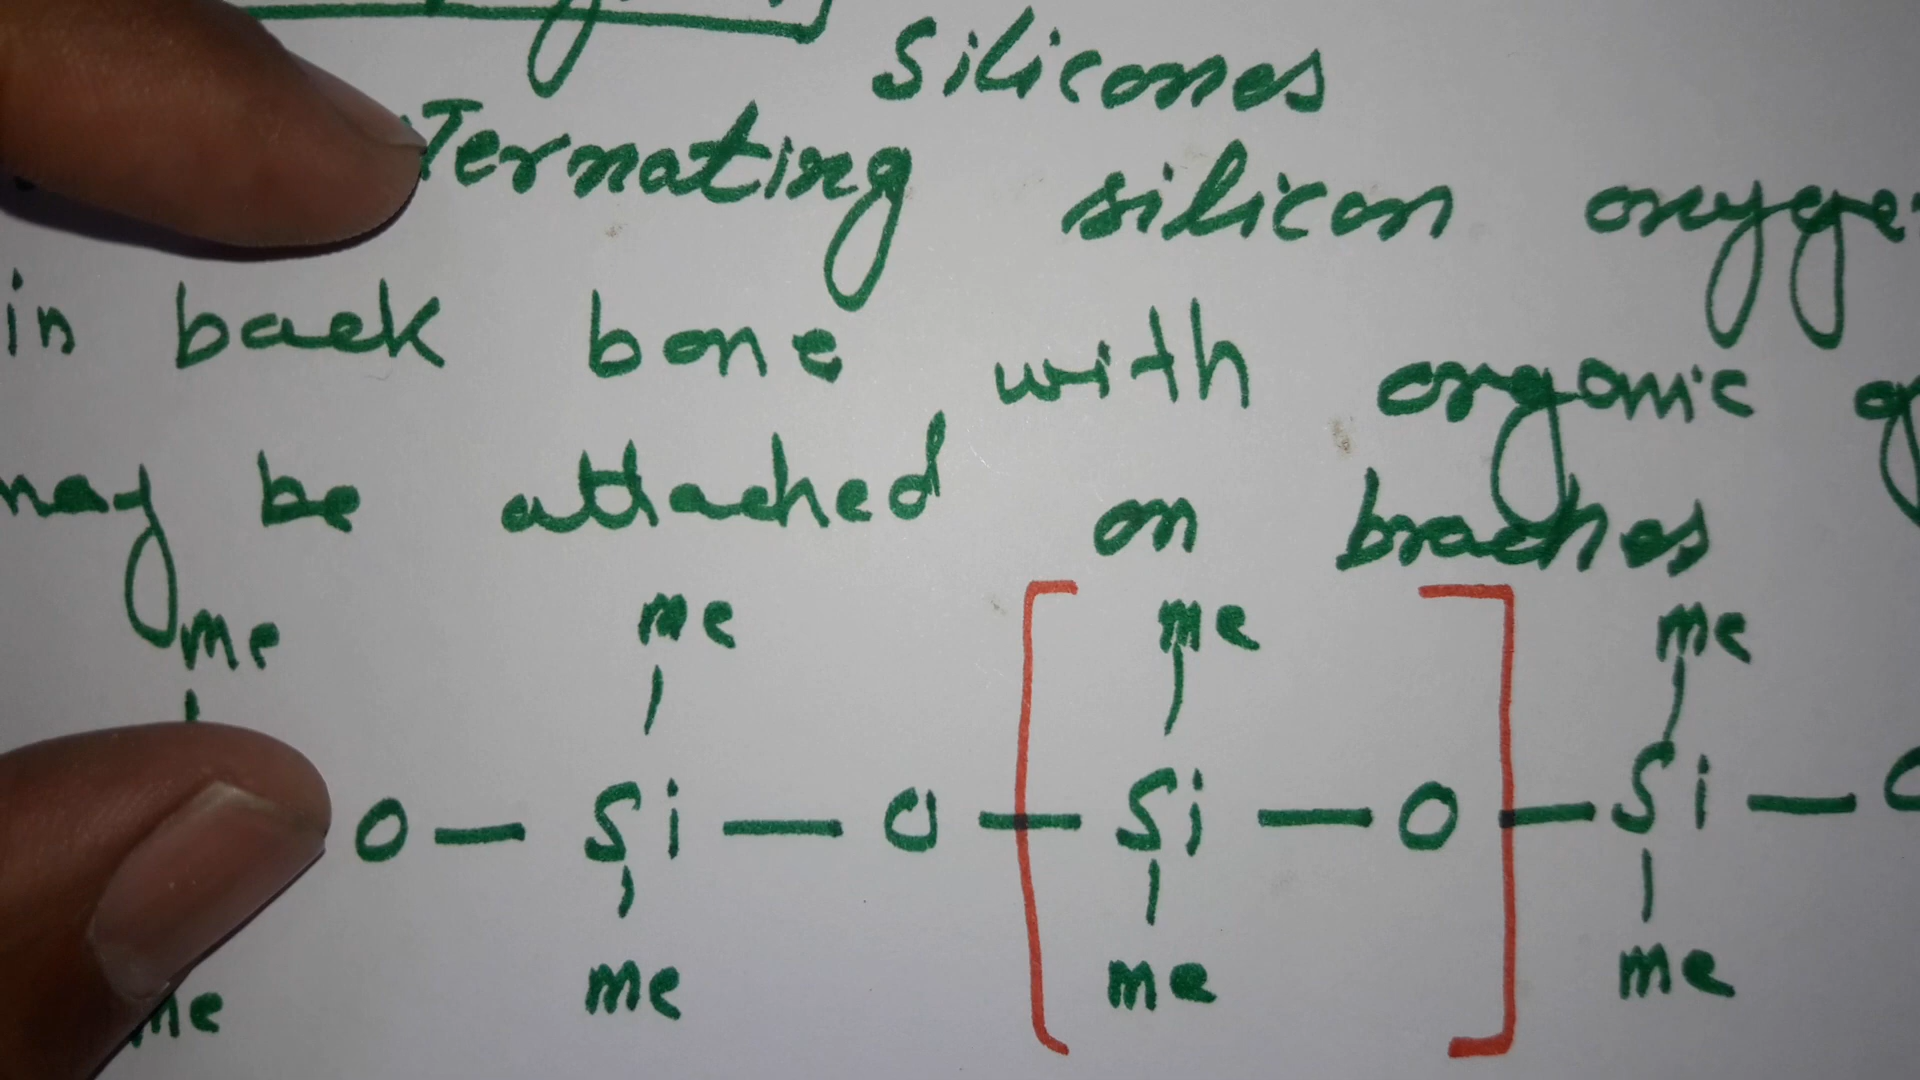 Silicones
Ternating silicon oxyge
in back bone with organic g
may be attached on braches
me me me me
O — Si — O — [Si — O] — Si — O
me me me me